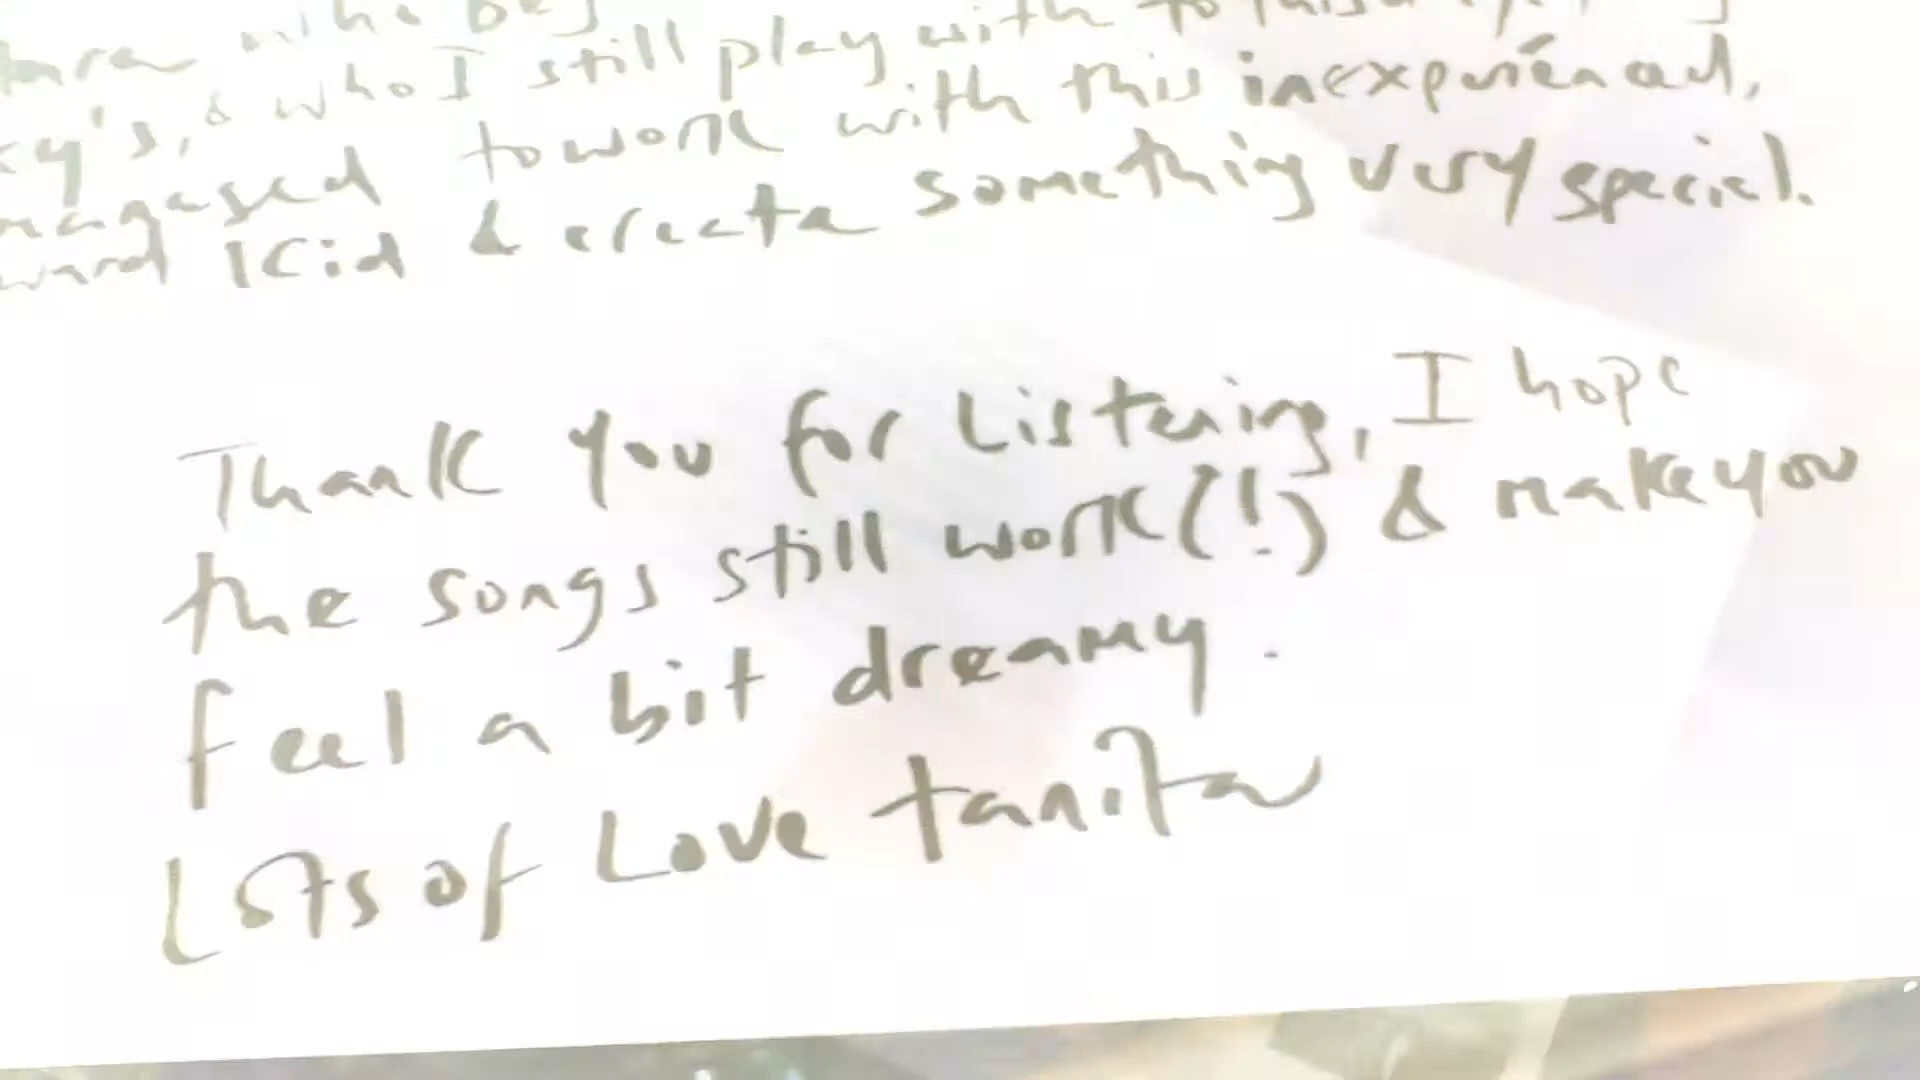 who I still play with
managed to work with this inexperienced,
kid & create something very special.
Thank you for Listening, I hope
the songs still work(!) & make you
feel a bit dreamy.
Lots of Love tanita